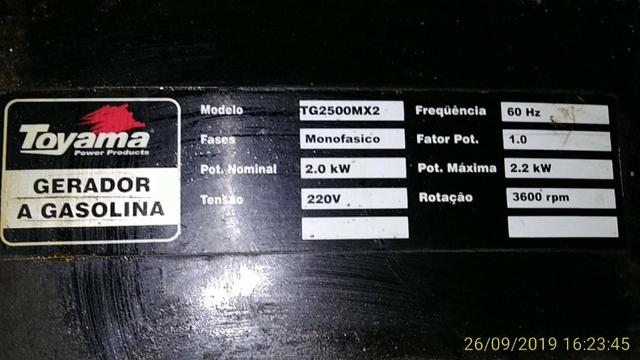 Toyama
Power Products
GERADOR
A GASOLINA
Modelo TG2500MX2 Freqüência 60 Hz
Fases Monofasico Fator Pot. 1.0
Pot. Nominal 2.0 kW Pot. Máxima 2.2 kW
Tensão 220V Rotação 3600 rpm
26/09/2019 16:23:45